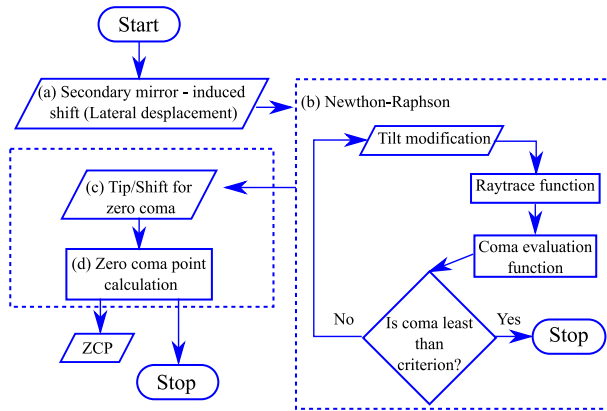 Start
(a) Secondary mirror - induced
shift (Lateral desplacement)
(b) Newthon-Raphson
Tilt modification
Raytrace function
Coma evaluation
function
Is coma least
than
criterion?
No
Yes
Stop
(c) Tip/Shift for
zero coma
(d) Zero coma point
calculation
ZCP
Stop